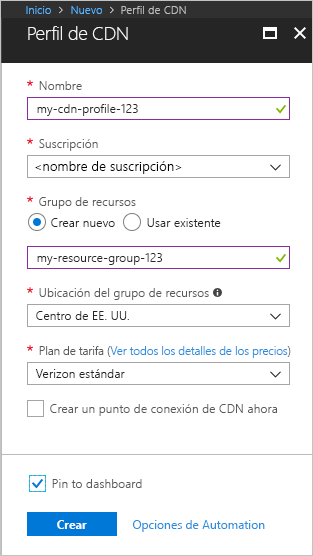 Inicio > Nuevo > Perfil de CDN
Perfil de CDN
* Nombre
my-cdn-profile-123
* Suscripción
<nombre de suscripción>
* Grupo de recursos
Crear nuevo Usar existente
my-resource-group-123
* Ubicación del grupo de recursos
Centro de EE. UU.
* Plan de tarifa (Ver todos los detalles de los precios)
Verizon estándar
Crear un punto de conexión de CDN ahora
Pin to dashboard
Crear Opciones de Automation